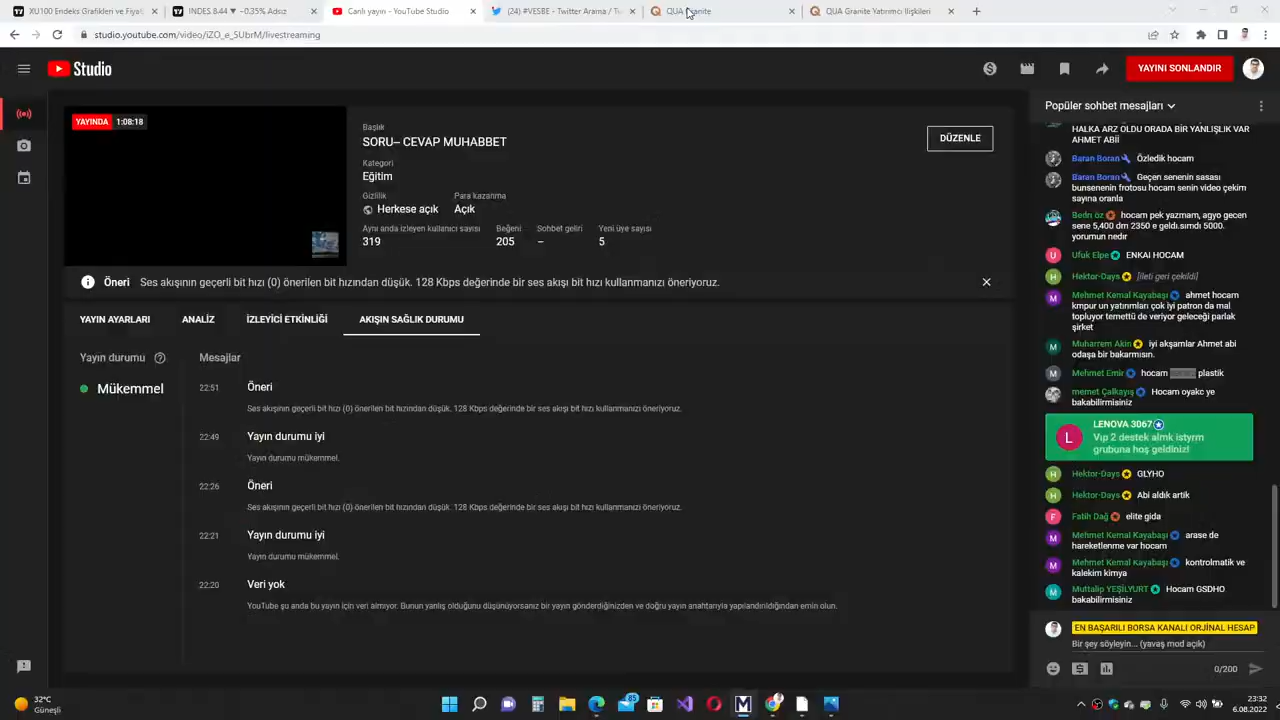 XU100 Endeks Grafikleri ve Fiya
INDES 8.44 ▼ −0.35% Adsız
Canlı yayın - YouTube Studio
(24) #VESBE - Twitter Arama / Tw
QUA Granite
QUA Granite Yatırımcı İlişkileri
studio.youtube.com/video/iZO_e_SUbrM/livestreaming
Studio
YAYINI SONLANDIR
YAYINDA 1:08:18
Başlık
SORU-- CEVAP MUHABBET
DÜZENLE
Kategori
Eğitim
Gizlilik
Para kazanma
Herkese açık
Açık
Aynı anda izleyen kullanıcı sayısı
Beğeni
Sohbet geliri
Yeni üye sayısı
319
205
–
5
Öneri
Ses akışının geçerli bit hızı (0) önerilen bit hızından düşük. 128 Kbps değerinde bir ses akışı bit hızı kullanmanızı öneriyoruz.
YAYIN AYARLARI
ANALİZ
İZLEYİCİ ETKİNLİĞİ
AKIŞIN SAĞLIK DURUMU
Yayın durumu
Mükemmel
Mesajlar
22:51 Öneri
Ses akışının geçerli bit hızı (0) önerilen bit hızından düşük. 128 Kbps değerinde bir ses akışı bit hızı kullanmanızı öneriyoruz.
22:49 Yayın durumu iyi
Yayın durumu mükemmel.
22:26 Öneri
Ses akışının geçerli bit hızı (0) önerilen bit hızından düşük. 128 Kbps değerinde bir ses akışı bit hızı kullanmanızı öneriyoruz.
22:21 Yayın durumu iyi
Yayın durumu mükemmel.
22:20 Veri yok
YouTube şu anda bu yayın için veri almıyor. Bunun yanlış olduğunu düşünüyorsanız bir yayın gönderdiğinizden ve doğru yayın anahtarıyla yapılandırıldığından emin olun.
Popüler sohbet mesajları
HALKA ARZ OLDU ORADA BİR YANLIŞLIK VAR
AHMET ABİİ
Baran Boran Özledik hocam
Baran Boran Geçen senenin sasası
bunsenenin frotosu hocam senin video çekim
sayına oranla
Bedri öz hocam pek yazmam, agyo geçen
sene 5,400 dm 2350 e geldi.sımdi 5000.
yorumun nedır
Ufuk Elpe ENKAI HOCAM
Hektor-Days [ileti geri çekildi]
Mehmet Kemal Kayabaşı ahmet hocam
kmpur un yatırımları çok iyi patron da mal
topluyor temettü de veriyor geleceği parlak
şirket
Muharrem Akin iyi akşamlar Ahmet abi
odaşa bir bakarmısın.
Mehmet Emir hocam plastik
memet Çalkayış Hocam oyakc ye
bakabilirmisiniz
L LENOVA 3067
Vıp 2 destek almk istyrm
grubuna hoş geldiniz!
Hektor-Days GLYHO
Hektor-Days Abi aldık artik
Fatih Dağ elite gida
Mehmet Kemal Kayabaşı arase de
hareketlenme var hocam
Mehmet Kemal Kayabaşı kontrolmatik ve
kalekim kimya
Muttalip YEŞİLYURT Hocam GSDHO
bakabilirmisiniz
EN BAŞARILI BORSA KANALI ORJİNAL HESAP
Bir şey söyleyin... (yavaş mod açık)
0/200
32°C
Güneşli
23:32
6.08.2022